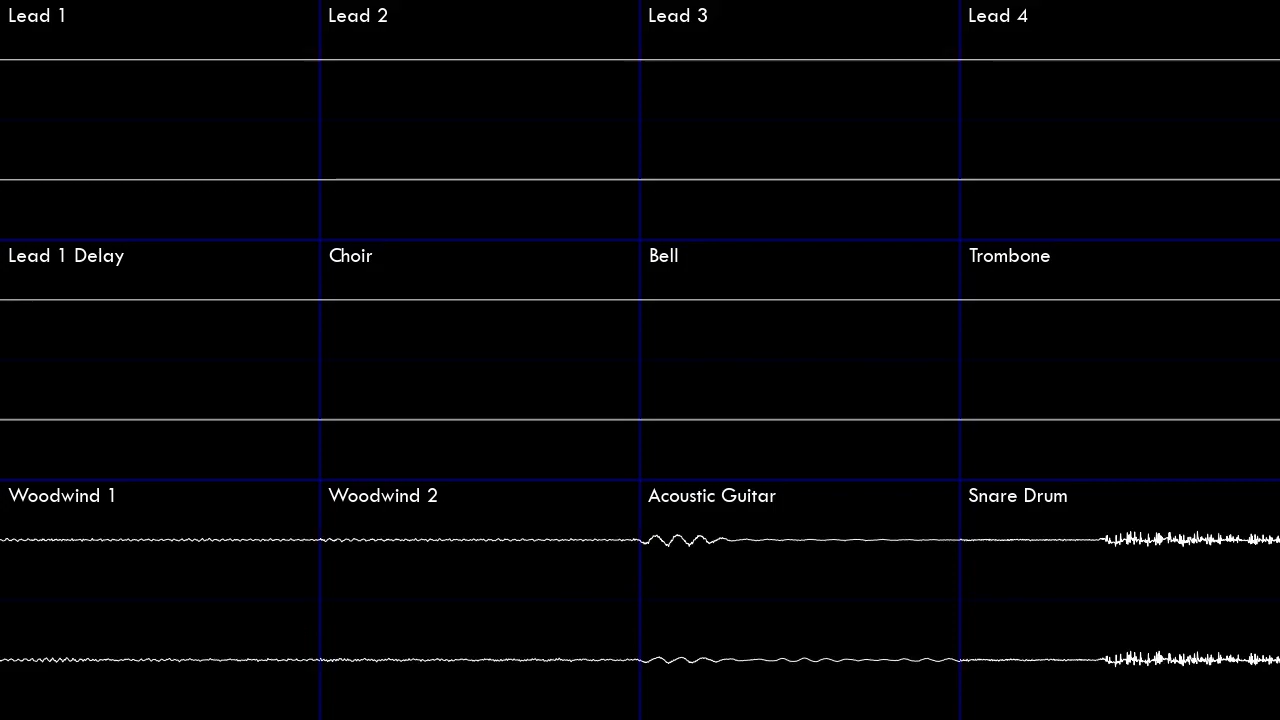 Lead 1
Lead 2
Lead 3
Lead 4
Lead 1 Delay
Choir
Bell
Trombone
Woodwind 1
Woodwind 2
Acoustic Guitar
Snare Drum